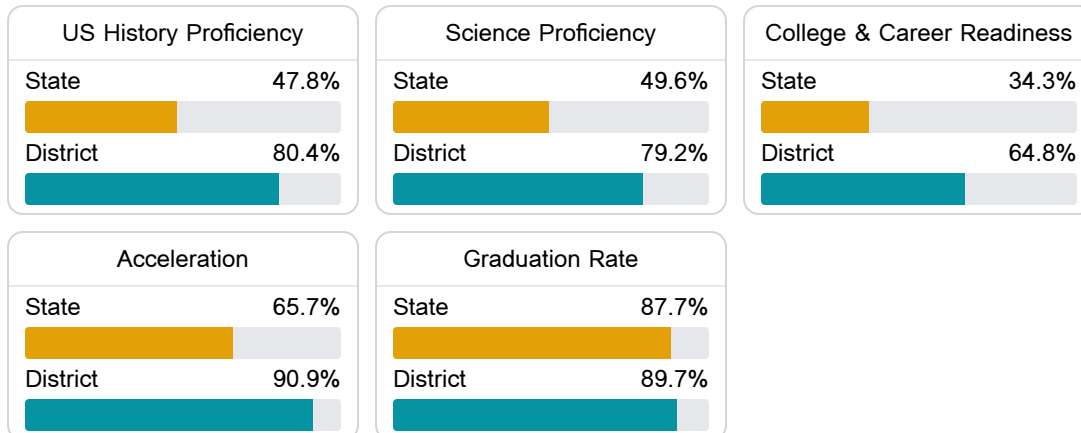 US History Proficiency
State 47.8%
District 80.4%
Science Proficiency
State 49.6%
District 79.2%
College & Career Readiness
State 34.3%
District 64.8%
Acceleration
State 65.7%
District 90.9%
Graduation Rate
State 87.7%
District 89.7%